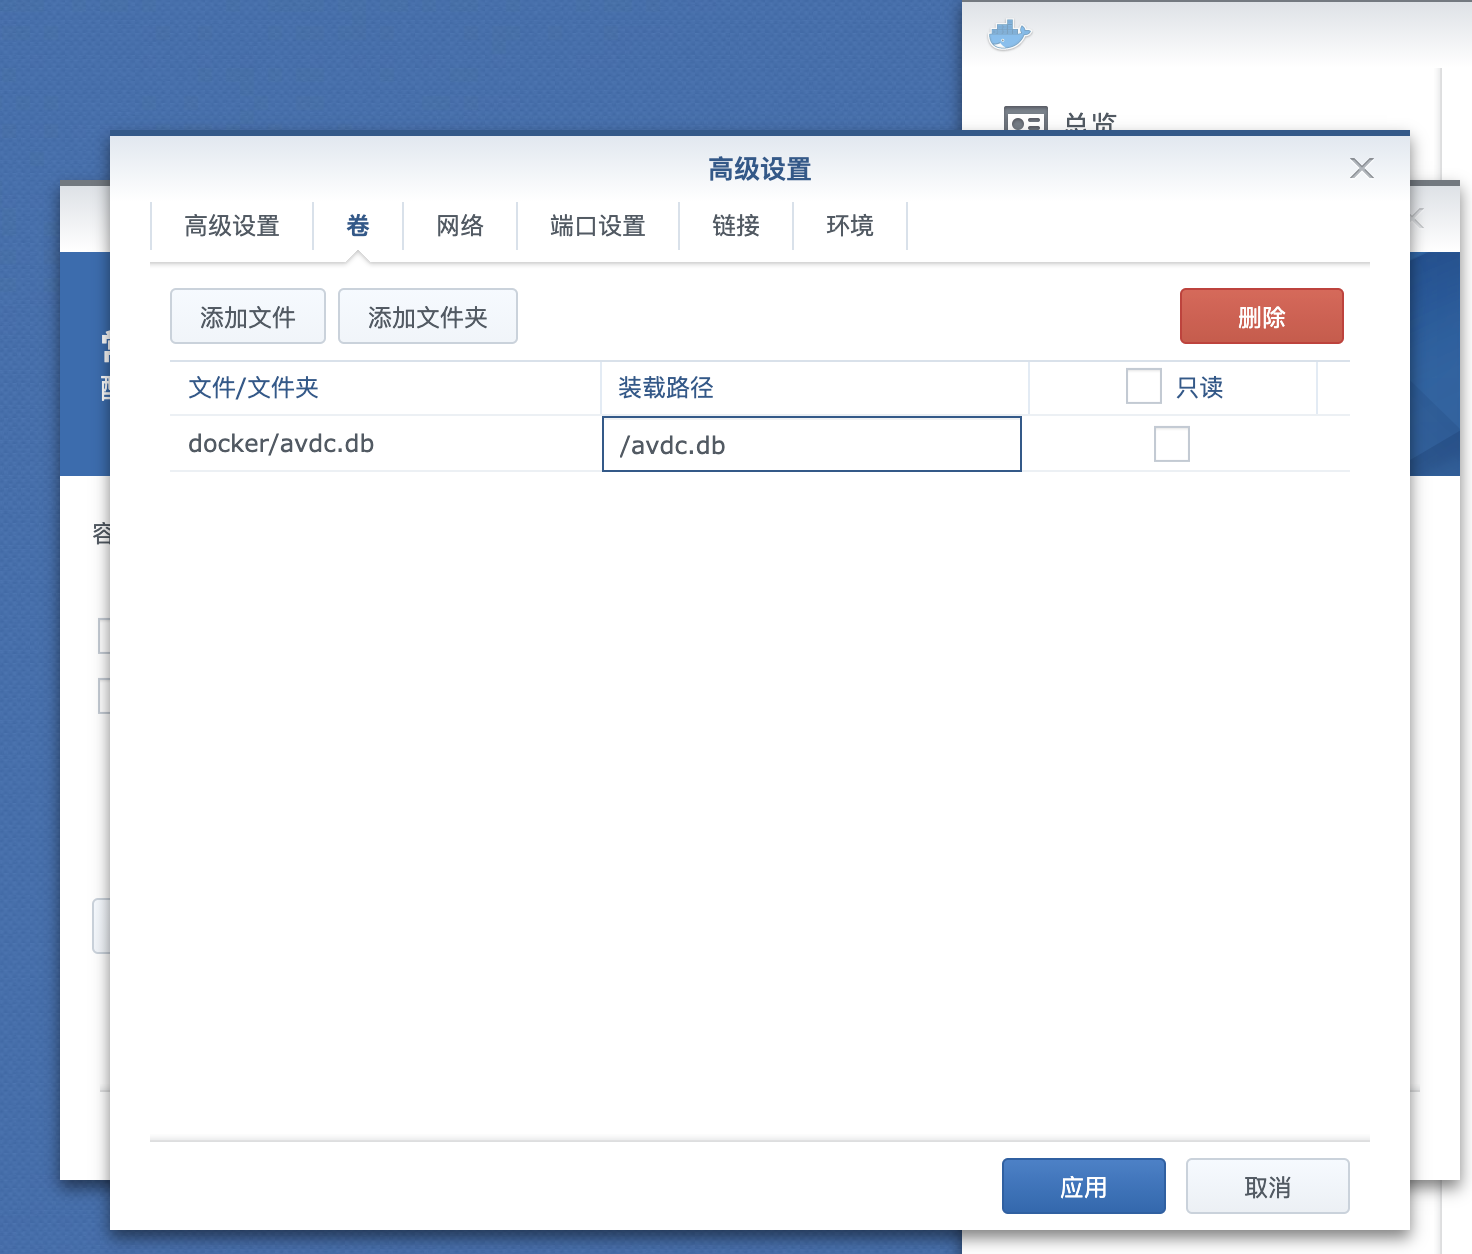 总览
高级设置
高级设置 卷 网络 端口设置 链接 环境
添加文件 添加文件夹 删除
文件/文件夹 装载路径 只读
docker/avdc.db /avdc.db
容
应用 取消